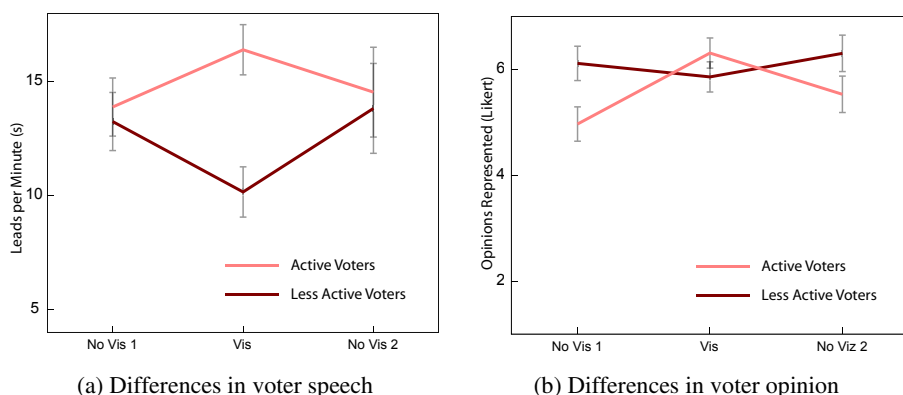 Leads per Minute (s)
15
10
5
Active Voters
Less Active Voters
No Vis 1
Vis
No Vis 2
(a) Differences in voter speech
Opinions Represented (Likert)
6
4
2
Active Voters
Less Active Voters
No Vis 1
Vis
No Viz 2
(b) Differences in voter opinion